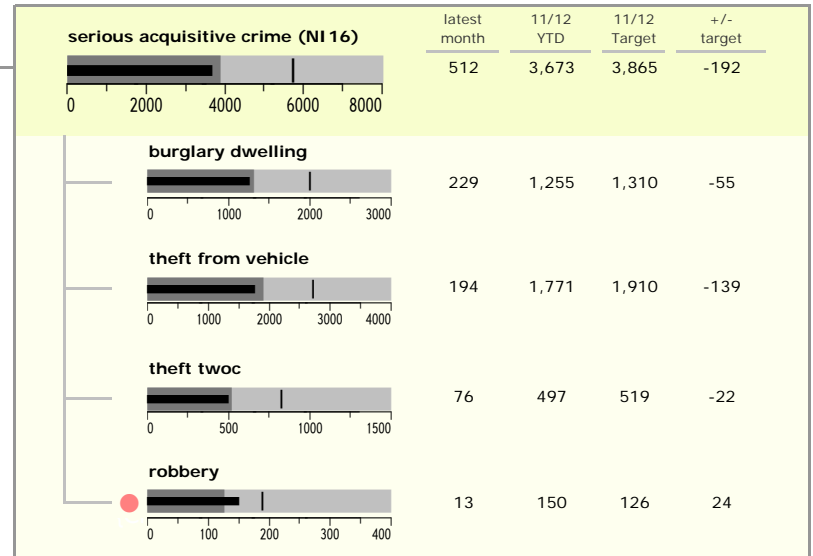 latest 11/12 11/12 +/-
serious acquisitive crime (NI16) month YTD Target target
512 3,673 3,865 -192
0 2000 4000 6000 8000
burglary dwelling
229 1,255 1,310 -55
0 1000 2000 3000
theft from vehicle
194 1,771 1,910 -139
0 1000 2000 3000 4000
theft twoc
76 497 519 -22
0 500 1000 1500
robbery
13 150 126 24
0 100 200 300 400